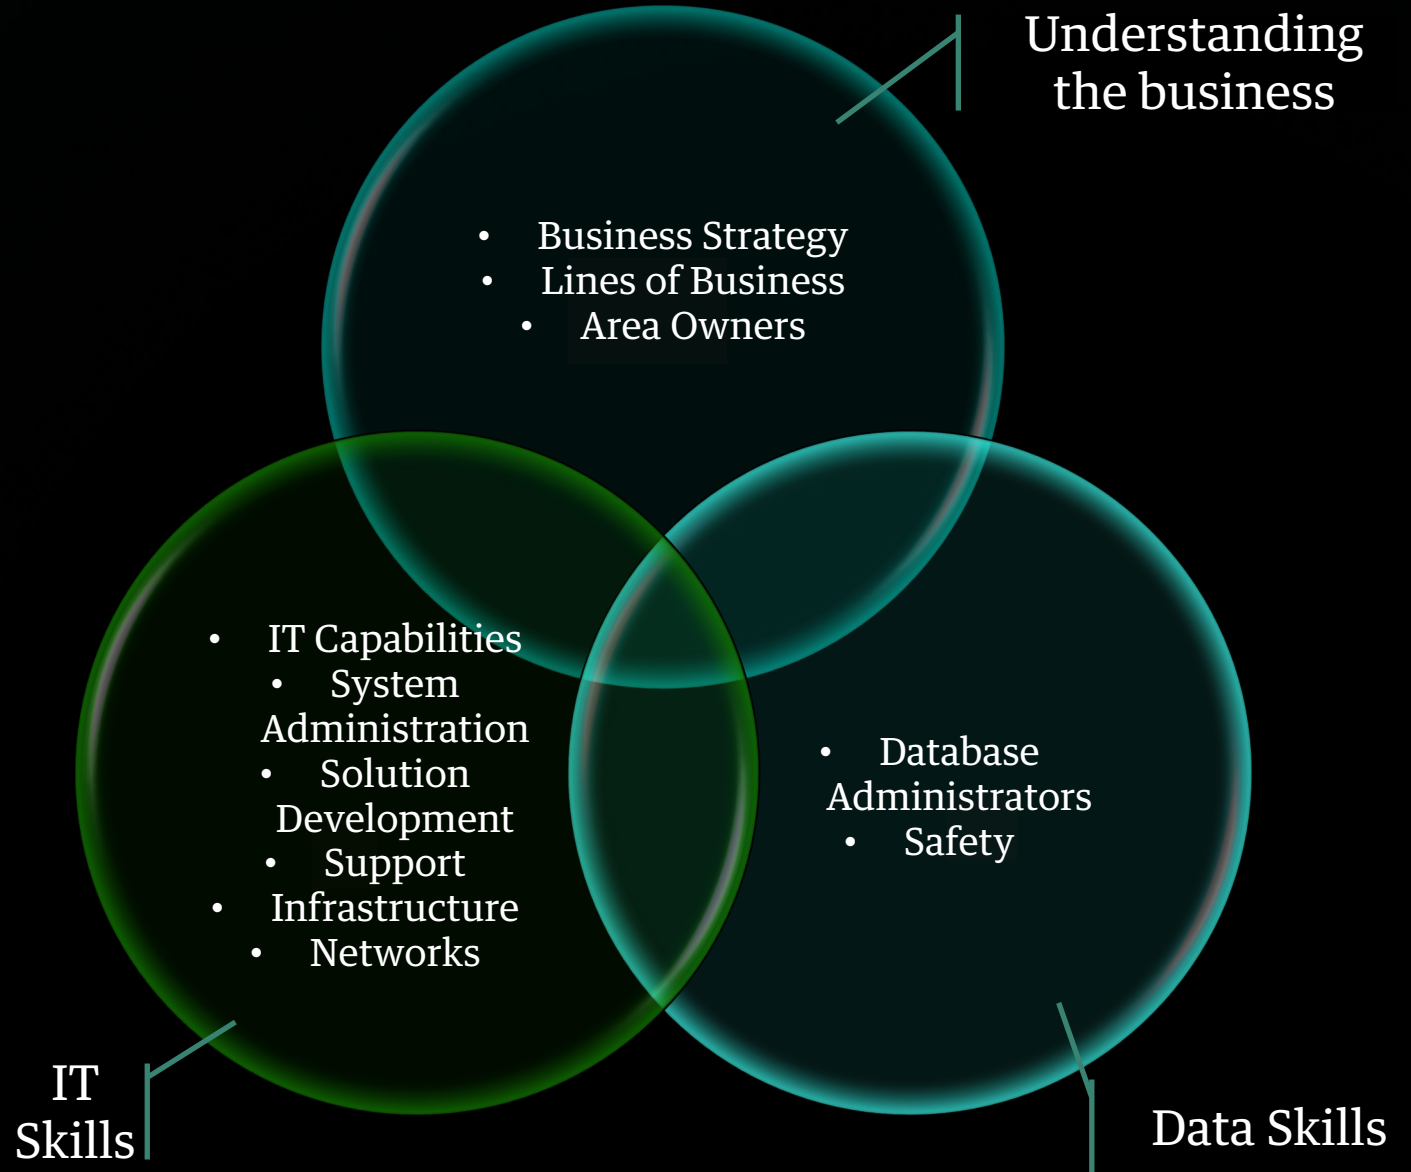 Understanding
the business
• Business Strategy
• Lines of Business
• Area Owners
• IT Capabilities
• System
Administration
• Solution
Development
• Support
• Infrastructure
• Networks
• Database
Administrators
• Safety
IT
Skills
Data Skills